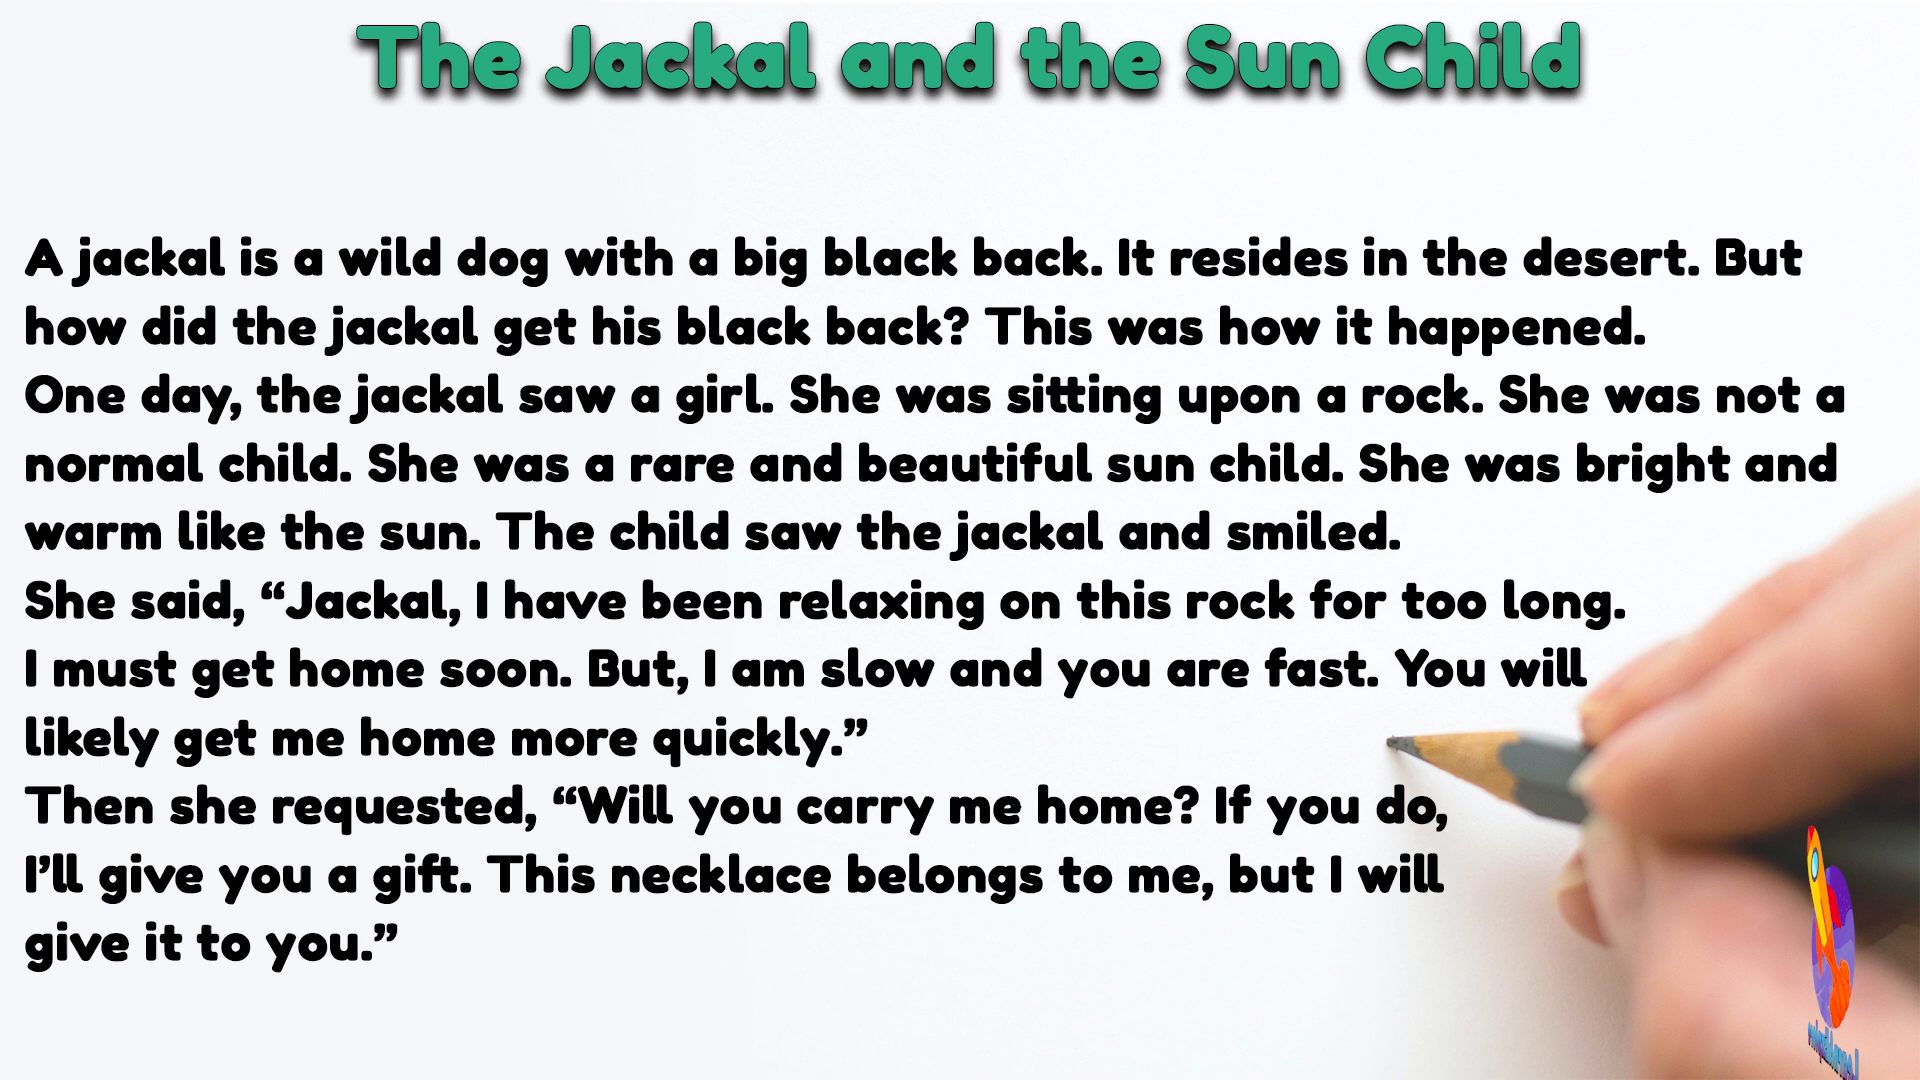 The Jackal and the Sun Child
A jackal is a wild dog with a big black back. It resides in the desert. But
how did the jackal get his black back? This was how it happened.
One day, the jackal saw a girl. She was sitting upon a rock. She was not a
normal child. She was a rare and beautiful sun child. She was bright and
warm like the sun. The child saw the jackal and smiled.
She said, “Jackal, I have been relaxing on this rock for too long.
I must get home soon. But, I am slow and you are fast. You will
likely get me home more quickly.”
Then she requested, “Will you carry me home? If you do,
I’ll give you a gift. This necklace belongs to me, but I will
give it to you.”